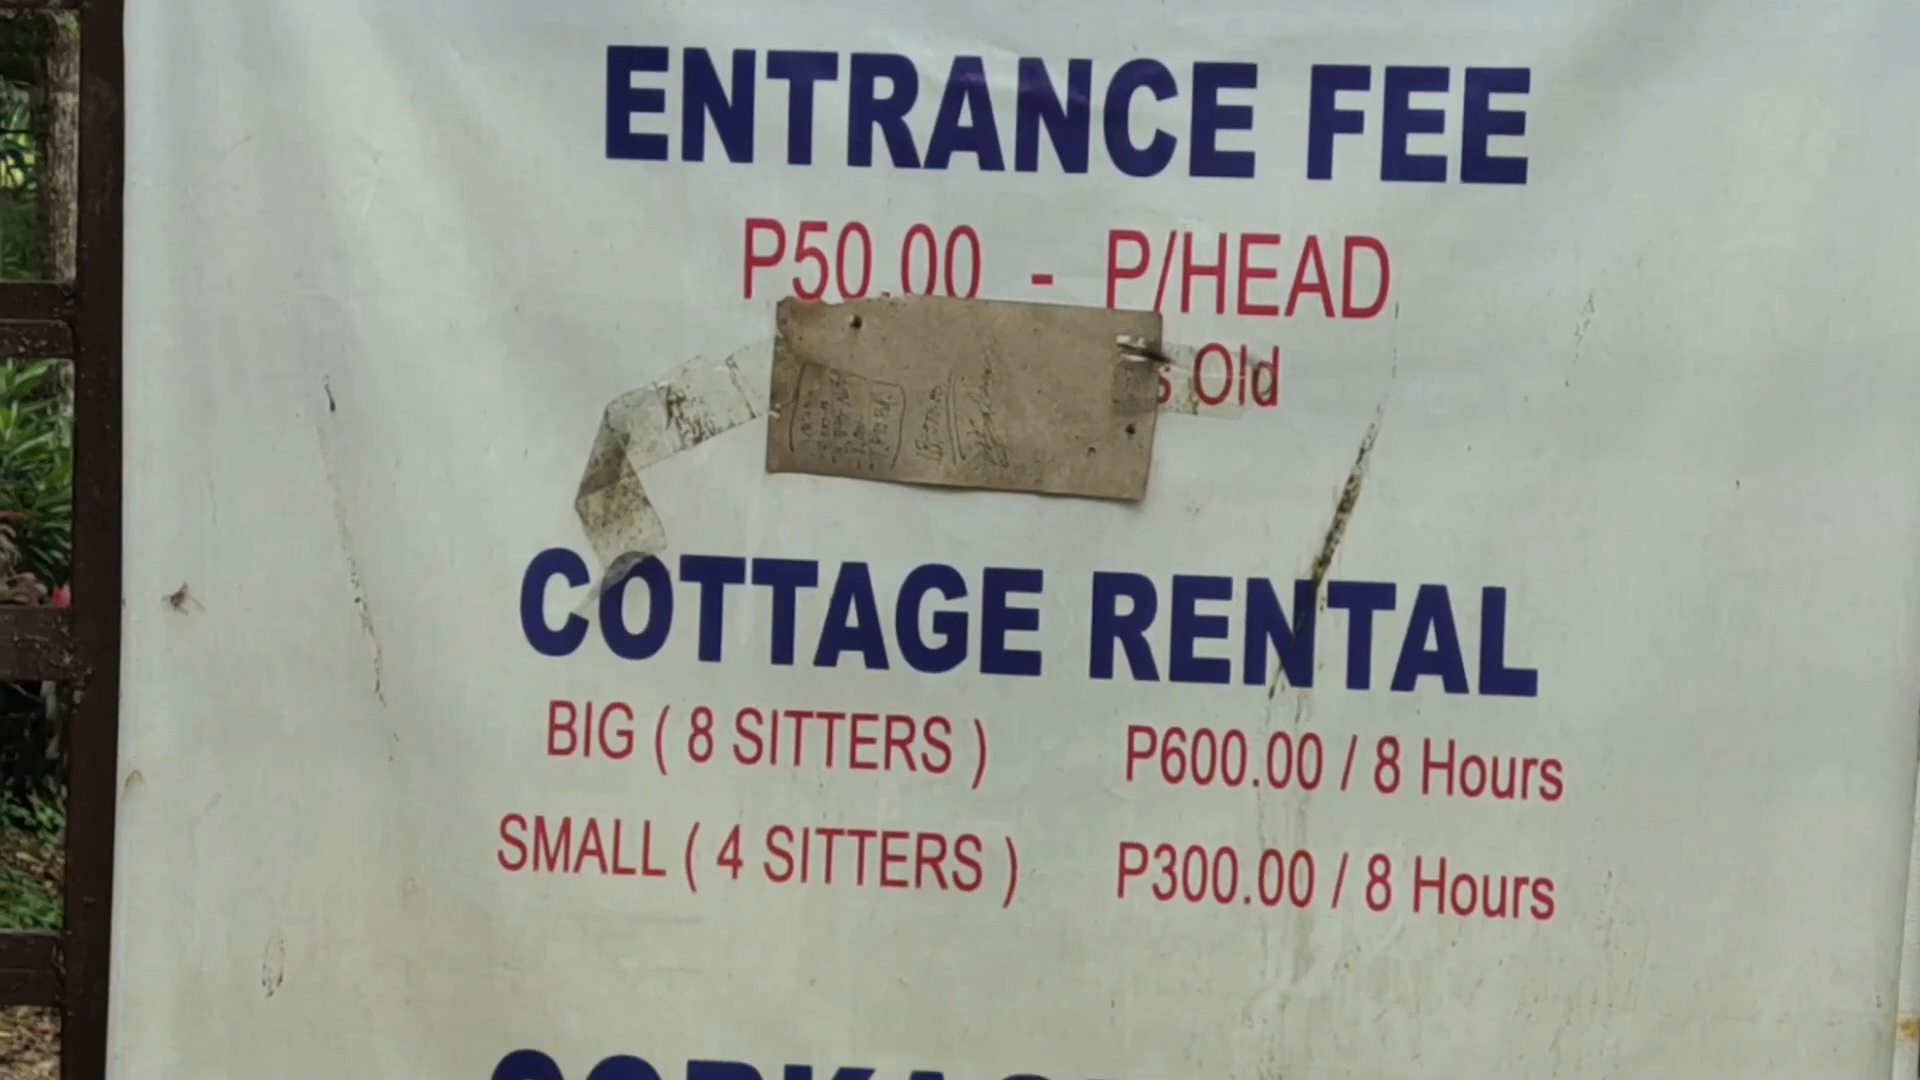 ENTRANCE FEE
P50.00 - P/HEAD
s Old
COTTAGE RENTAL
BIG ( 8 SITTERS ) P600.00 / 8 Hours
SMALL ( 4 SITTERS ) P300.00 / 8 Hours